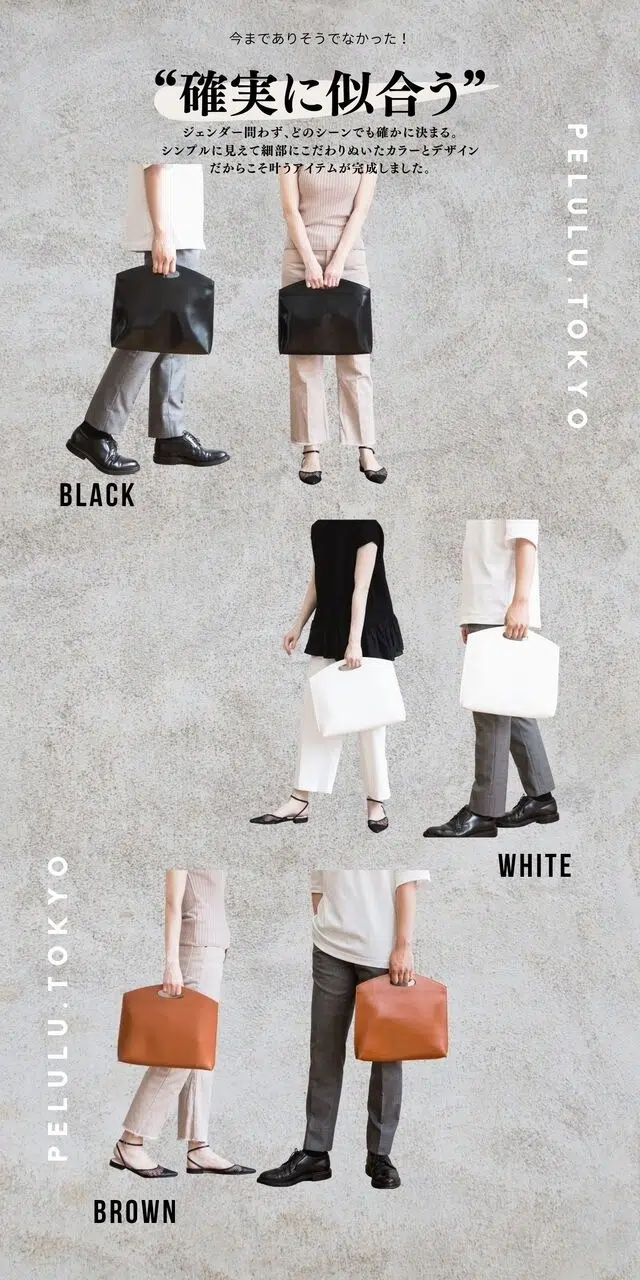 今までありそうでなかった！
“確実に似合う”
ジェンダー問わず、どのシーンでも確かに決まる。
シンプルに見えて細部にこだわりぬいたカラーとデザイン
だからこそ叶うアイテムが完成しました。
PELULU.TOKYO
BLACK
WHITE
PELULU.TOKYO
BROWN